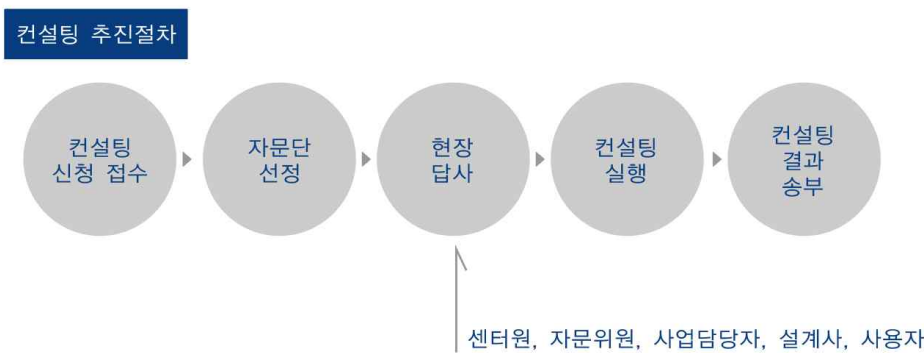 컨설팅 추진절차
컨설팅
신청 접수
자문단
선정
현장
답사
컨설팅
실행
컨설팅
결과
송부
센터원, 자문위원, 사업담당자, 설계사, 사용자